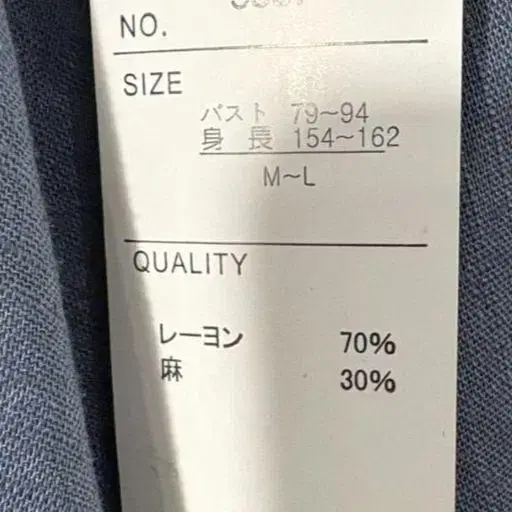 NO.
SIZE
バスト 79~94
身長 154~162
M~L
QUALITY
レーヨン 70%
麻 30%